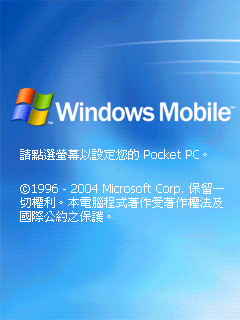 Windows Mobile™
請點選螢幕以設定您的 Pocket PC。
©1996 - 2004 Microsoft Corp. 保留一
切權利。本電腦程式著作受著作權法及
國際公約之保護。